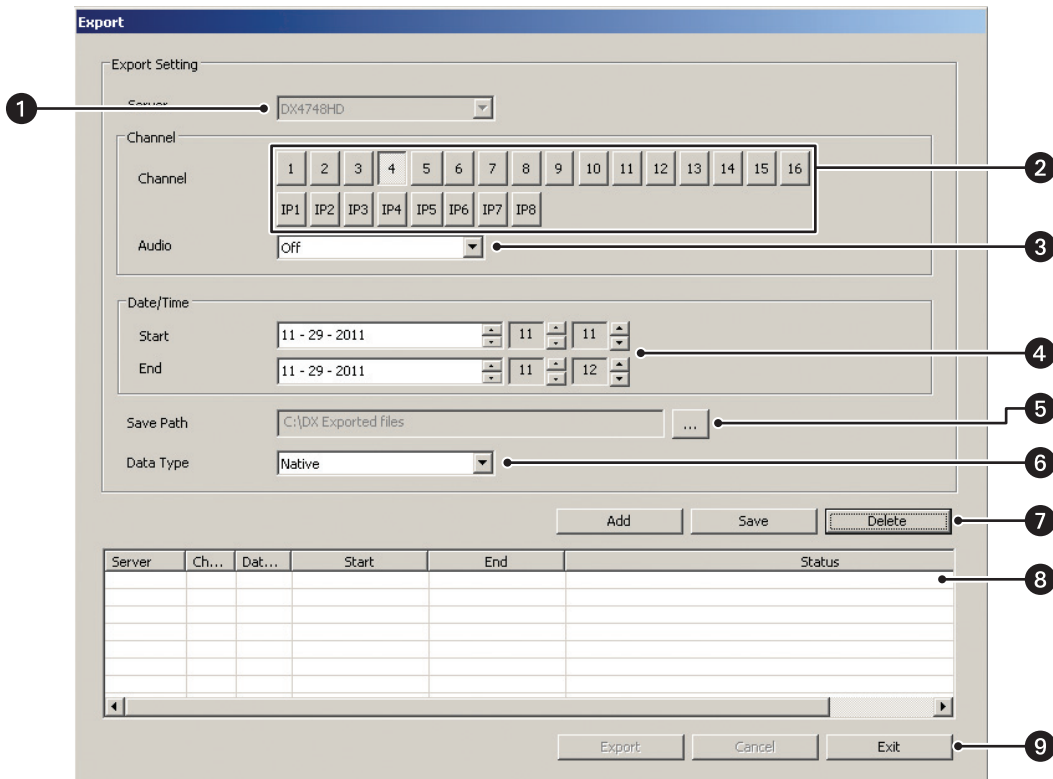 Export
Export Setting
1
Server
DX4748HD
Channel
Channel
1 2 3 4 5 6 7 8 9 10 11 12 13 14 15 16
2
IP1 IP2 IP3 IP4 IP5 IP6 IP7 IP8
Audio
Off
3
Date/Time
Start
11 - 29 - 2011
11
11
4
End
11 - 29 - 2011
11
12
Save Path
C:\DX Exported files
...
5
Data Type
Native
6
Add
Save
Delete
7
Server Ch... Dat... Start End Status
8
Export
Cancel
Exit
9